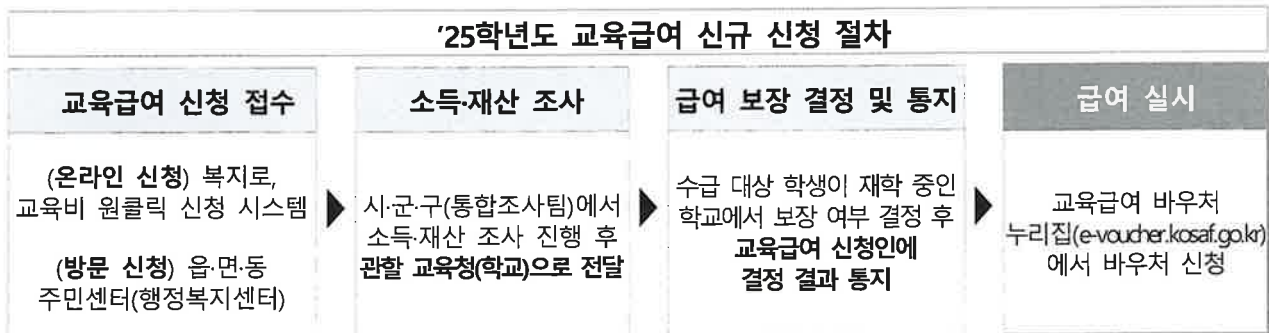 '25학년도 교육급여 신규 신청 절차
교육급여 신청 접수
(온라인 신청) 복지로,
교육비 원클릭 신청 시스템
(방문 신청) 읍·면·동
주민센터(행정복지센터)
소득·재산 조사
시·군·구(통합조사팀)에서
소득·재산 조사 진행 후
관할 교육청(학교)으로 전달
급여 보장 결정 및 통지
수급 대상 학생이 재학 중인
학교에서 보장 여부 결정 후
교육급여 신청인에
결정 결과 통지
급여 실시
교육급여 바우처
누리집(e-voucher.kosaf.go.kr)
에서 바우처 신청